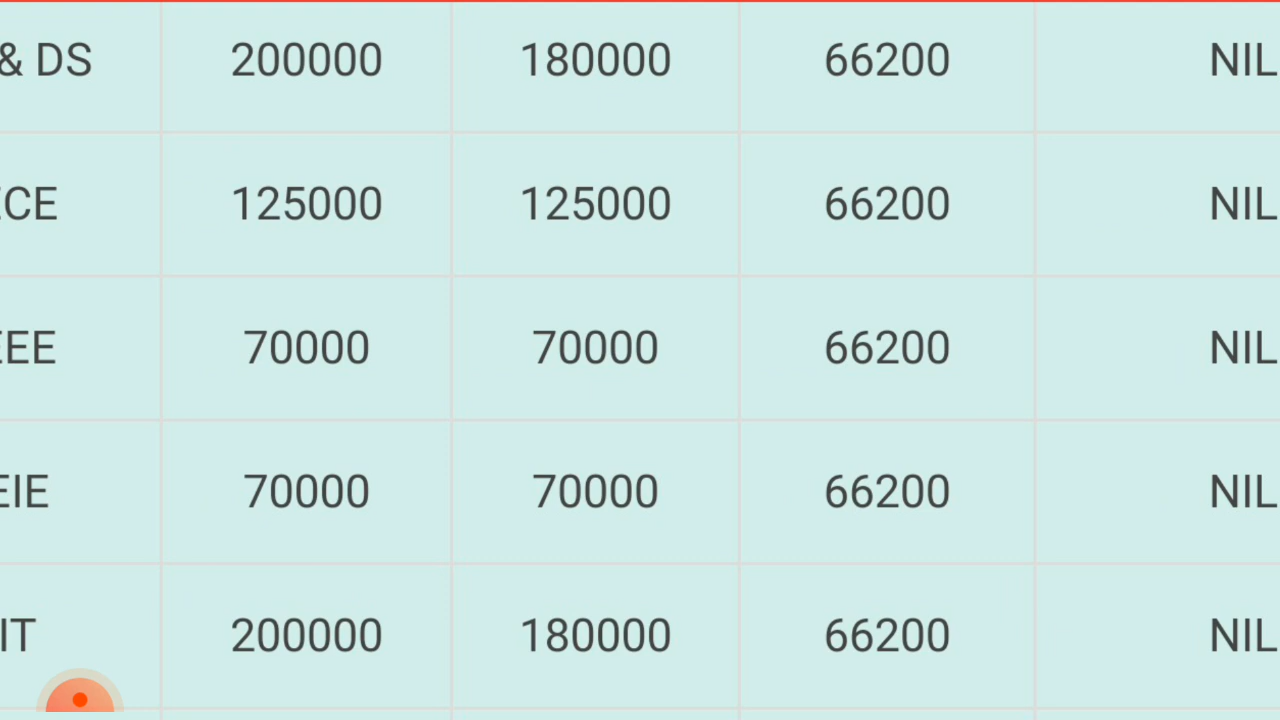 & DS 200000 180000 66200 NIL
CE 125000 125000 66200 NIL
EE 70000 70000 66200 NIL
EIE 70000 70000 66200 NIL
IT 200000 180000 66200 NIL